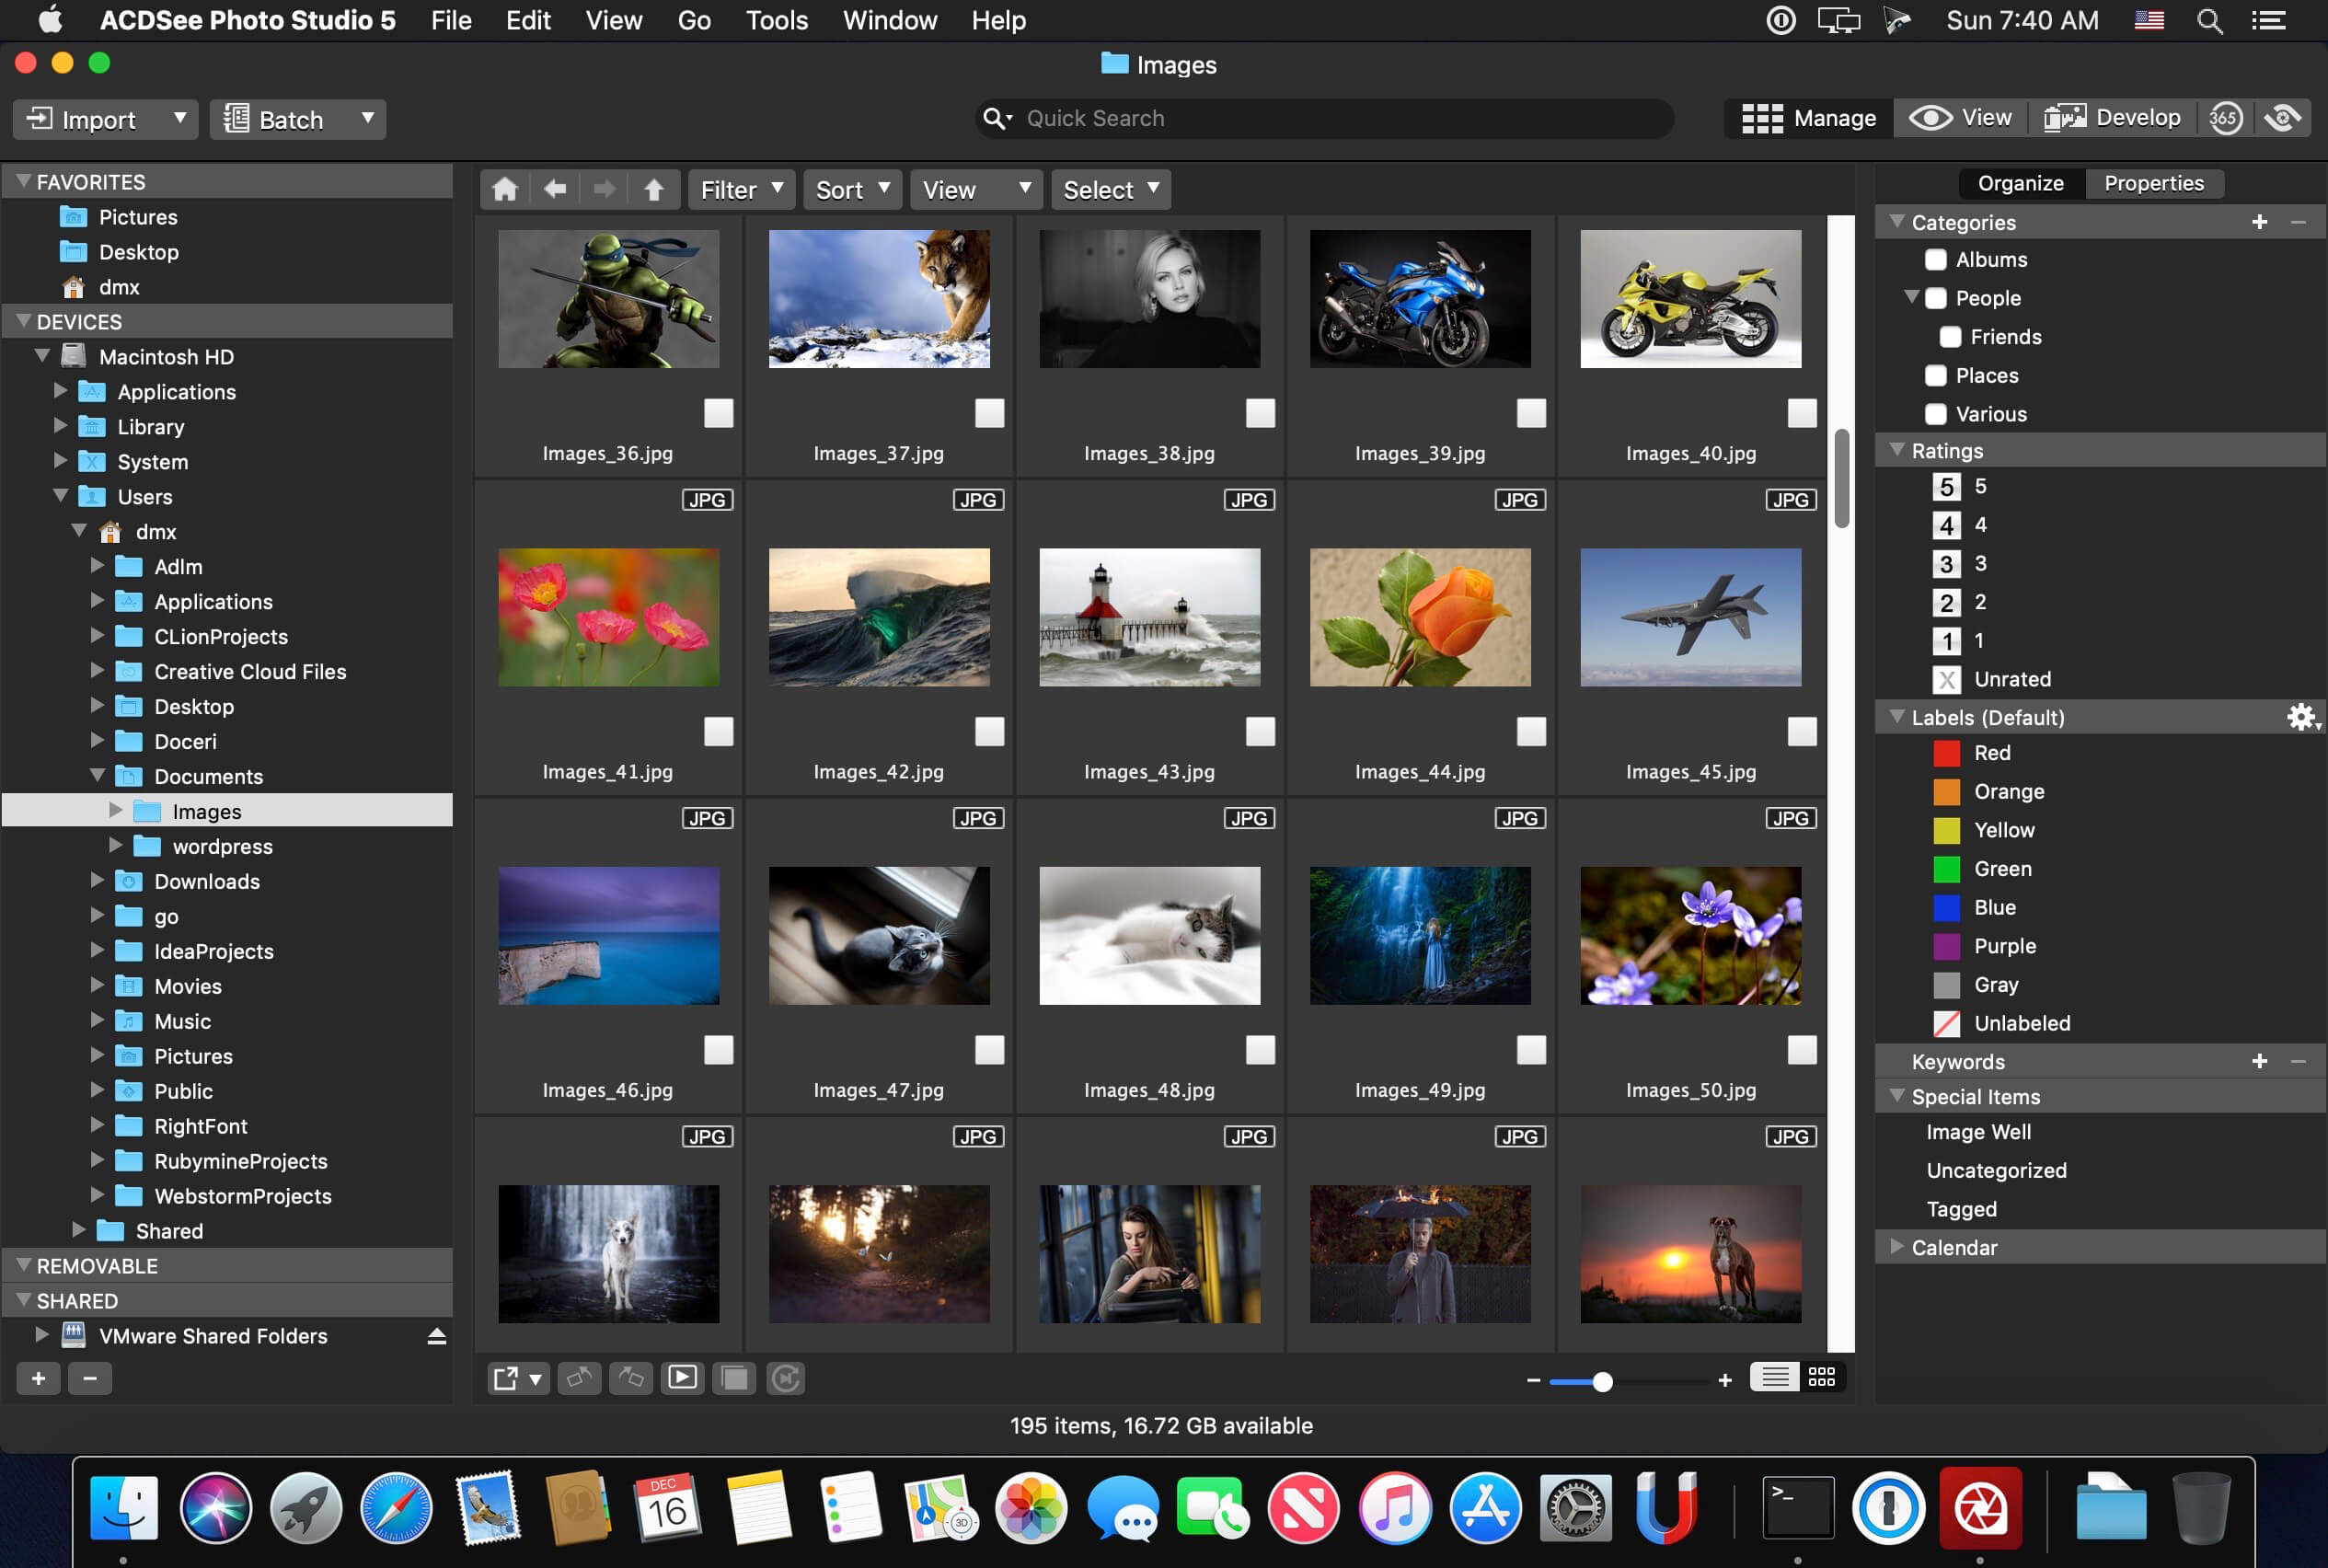 ACDSee Photo Studio 5 File Edit View Go Tools Window Help Sun 7:40 AM
Images
Import Batch Quick Search Manage View Develop 365
FAVORITES
Pictures
Desktop
dmx
DEVICES
Macintosh HD
Applications
Library
System
Users
dmx
Adlm
Applications
CLionProjects
Creative Cloud Files
Desktop
Doceri
Documents
Images
wordpress
Downloads
go
IdeaProjects
Movies
Music
Pictures
Public
RightFont
RubymineProjects
WebstormProjects
Shared
REMOVABLE
SHARED
VMware Shared Folders
+ −
Filter Sort View Select
Images_36.jpg Images_37.jpg Images_38.jpg Images_39.jpg Images_40.jpg
JPG JPG JPG JPG JPG
Images_41.jpg Images_42.jpg Images_43.jpg Images_44.jpg Images_45.jpg
JPG JPG JPG JPG JPG
Images_46.jpg Images_47.jpg Images_48.jpg Images_49.jpg Images_50.jpg
JPG JPG JPG JPG JPG
− +
Organize Properties
Categories + −
Albums
People
Friends
Places
Various
Ratings
5 5
4 4
3 3
2 2
1 1
X Unrated
Labels (Default)
Red
Orange
Yellow
Green
Blue
Purple
Gray
Unlabeled
Keywords + −
Special Items
Image Well
Uncategorized
Tagged
Calendar
195 items, 16.72 GB available
DEC
16
3D
>_